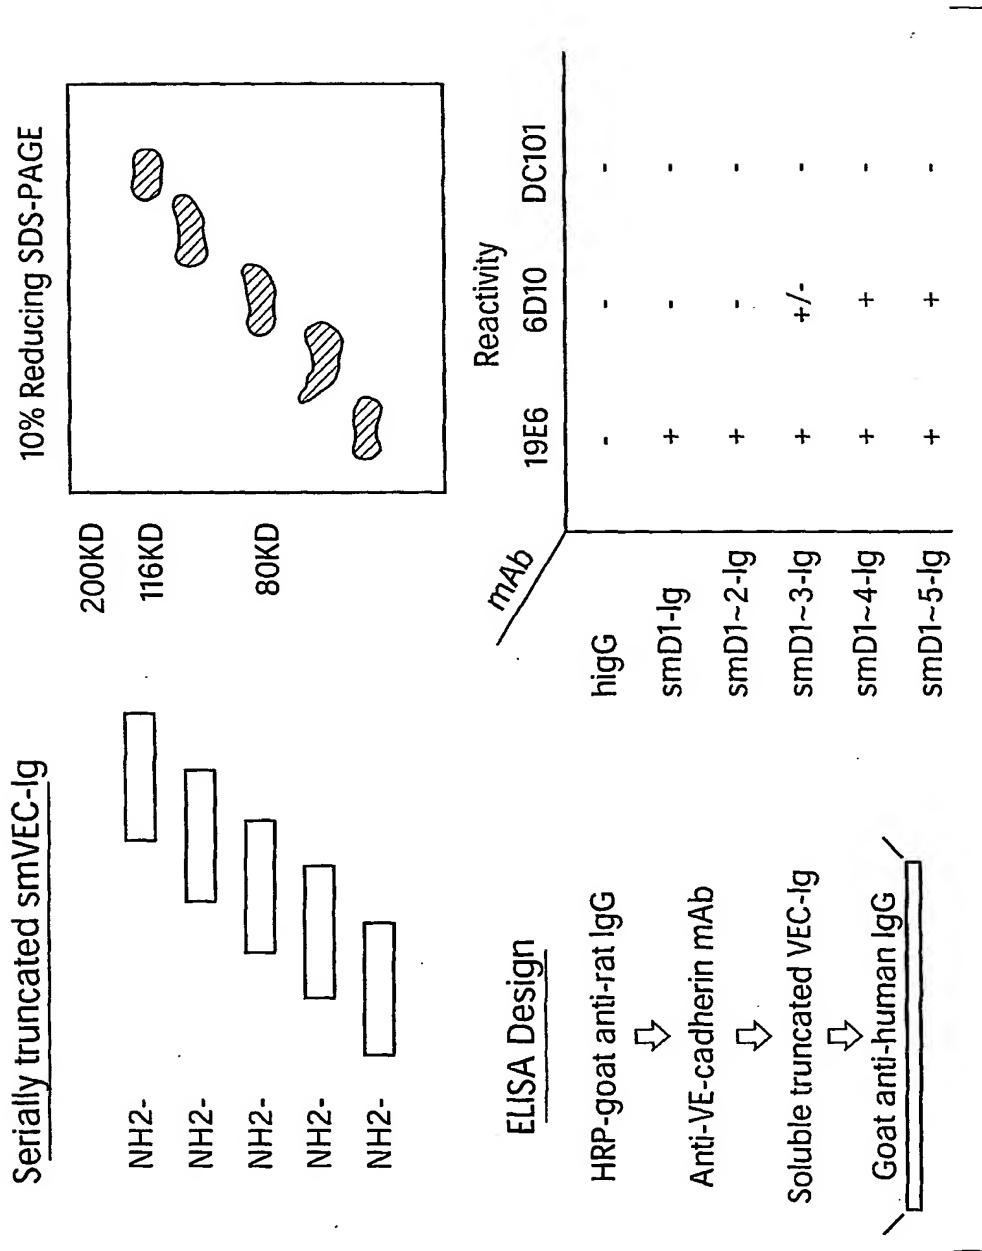 Serially truncated smVEC-Ig
NH2-
NH2-
NH2-
NH2-
NH2-
10% Reducing SDS-PAGE
200KD
116KD
80KD
ELISA Design
HRP-goat anti-rat IgG
Anti-VE-cadherin mAb
Soluble truncated VEC-Ig
Goat anti-human IgG
Reactivity
mAb 19E6 6D10 DC101
higG - - -
smD1-Ig + - -
smD1~2-Ig + - -
smD1~3-Ig + +/- -
smD1~4-Ig + + -
smD1~5-Ig + + -